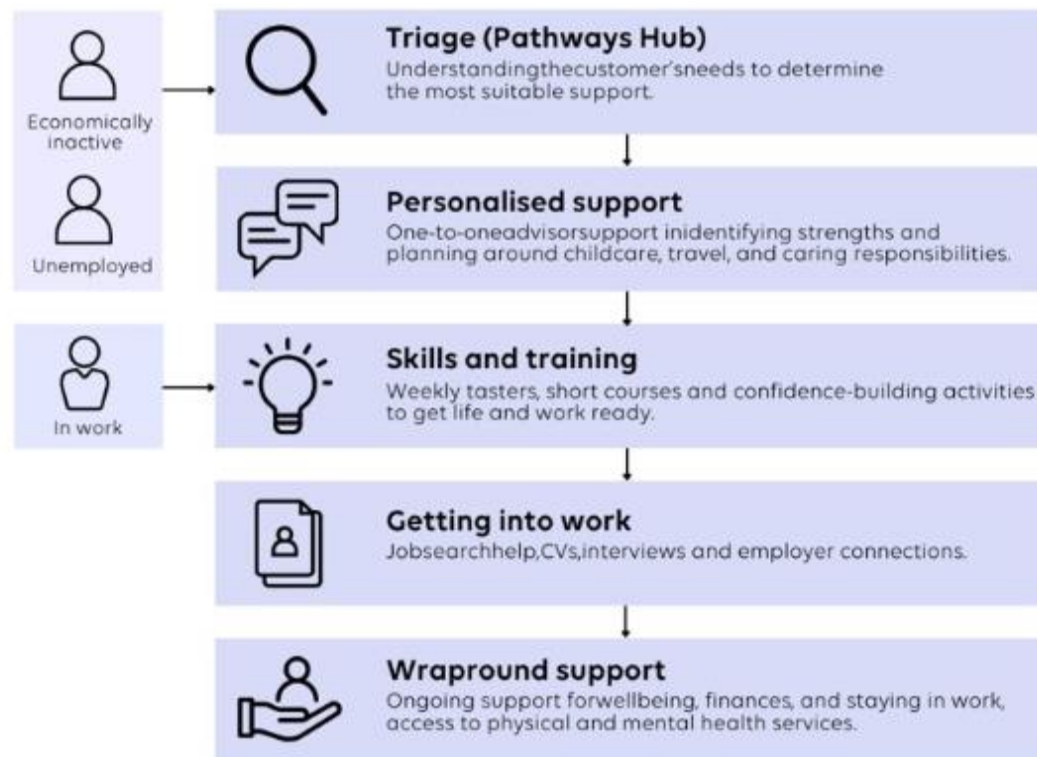 Economically
inactive
Unemployed
In work
Triage (Pathways Hub)
Understandingthecustomer'sneeds to determine
the most suitable support.
Personalised support
One-to-oneadvisorsupport inidentifying strengths and
planning around childcare, travel, and caring responsibilities.
Skills and training
Weekly tasters, short courses and confidence-building activities
to get life and work ready.
Getting into work
Jobsearchhelp,CVs,interviews and employer connections.
Wrapround support
Ongoing support forwellbeing, finances, and staying in work,
access to physical and mental health services.